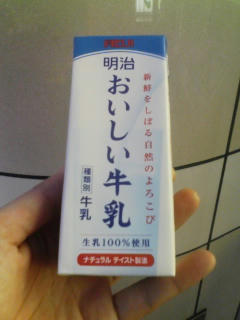 明治
おいしい牛乳
新鮮をしぼる自然のよろこび
種類別 牛乳
生乳100%使用
ナチュラル テイスト製法